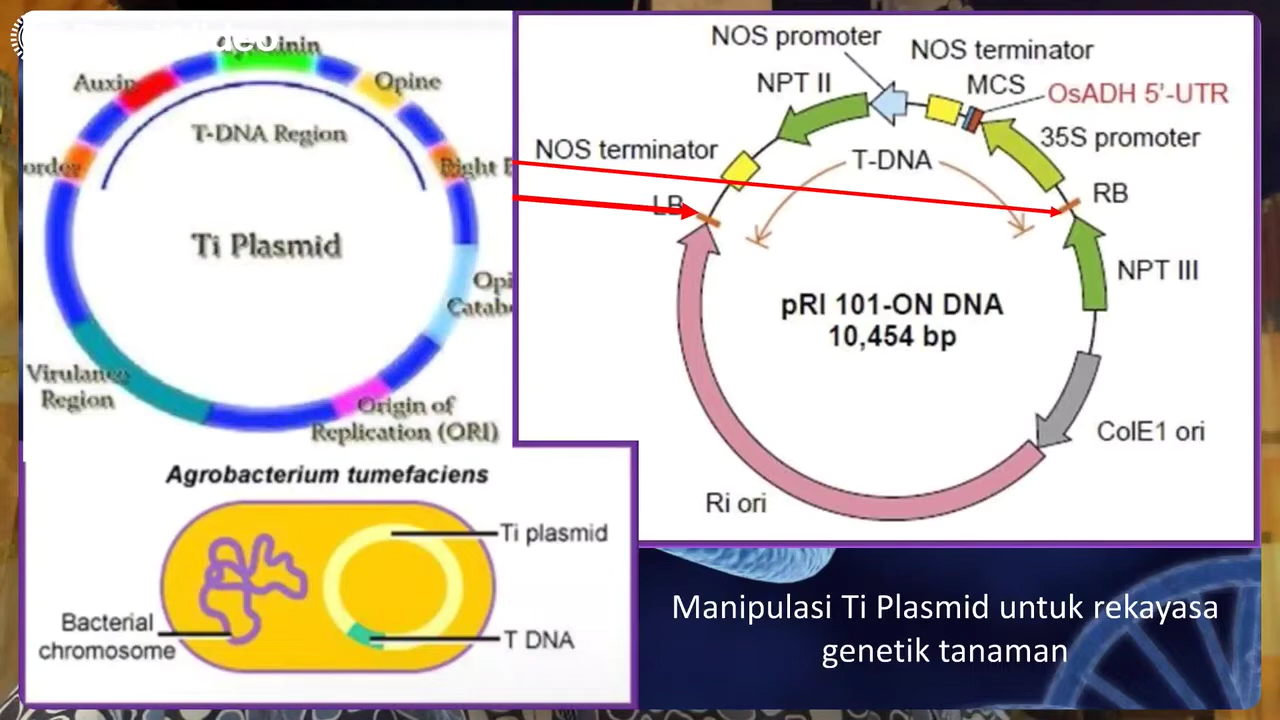 Auxin
Opine
T-DNA Region
Ti Plasmid
Virulance
Region
Origin of
Replication (ORI)
NOS promoter
NOS terminator
NPT II
MCS
OsADH 5'-UTR
35S promoter
NOS terminator
T-DNA
LB
RB
NPT III
pRI 101-ON DNA
10,454 bp
ColE1 ori
Ri ori
Agrobacterium tumefaciens
Ti plasmid
Bacterial
chromosome
T DNA
Manipulasi Ti Plasmid untuk rekayasa
genetik tanaman